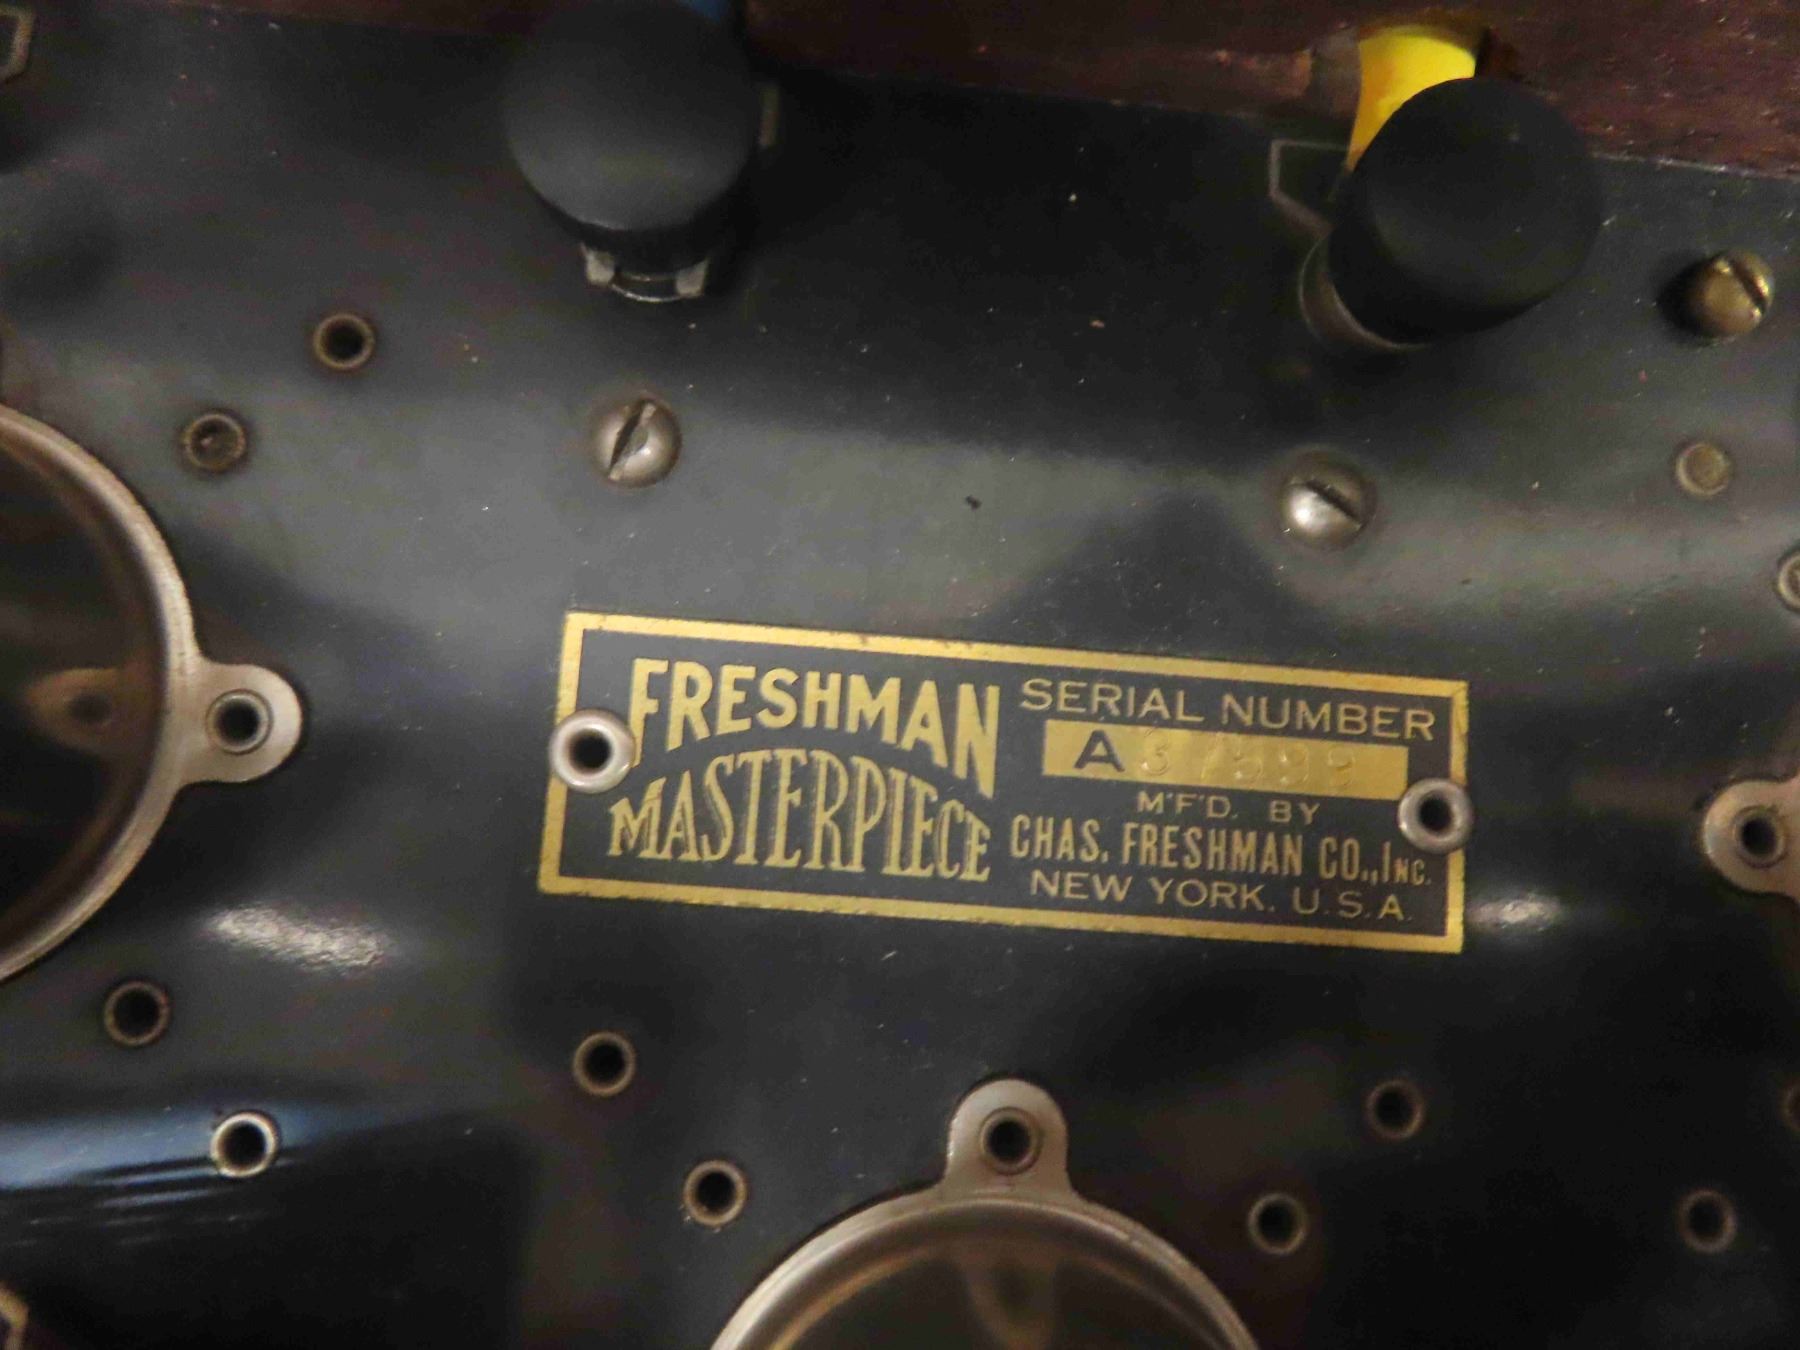 FRESHMAN
MASTERPIECE
SERIAL NUMBER
A
M'F'D. BY
CHAS. FRESHMAN CO., INC.
NEW YORK. U.S.A.